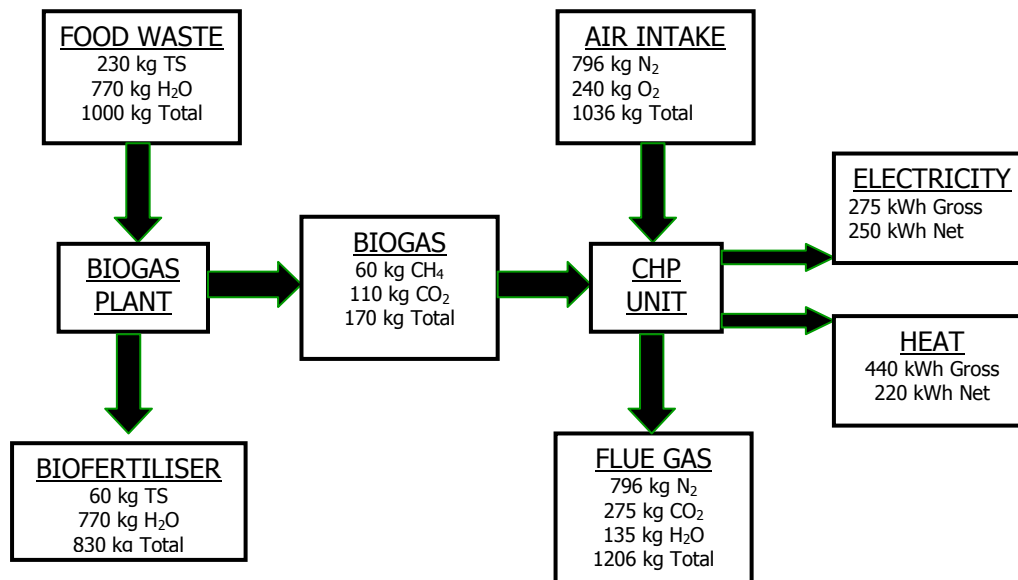 FOOD WASTE
230 kg TS
770 kg H₂O
1000 kg Total
AIR INTAKE
796 kg N₂
240 kg O₂
1036 kg Total
ELECTRICITY
275 kWh Gross
250 kWh Net
BIOGAS
PLANT
BIOGAS
60 kg CH₄
110 kg CO₂
170 kg Total
CHP
UNIT
HEAT
440 kWh Gross
220 kWh Net
BIOFERTILISER
60 kg TS
770 kg H₂O
830 kg Total
FLUE GAS
796 kg N₂
275 kg CO₂
135 kg H₂O
1206 kg Total